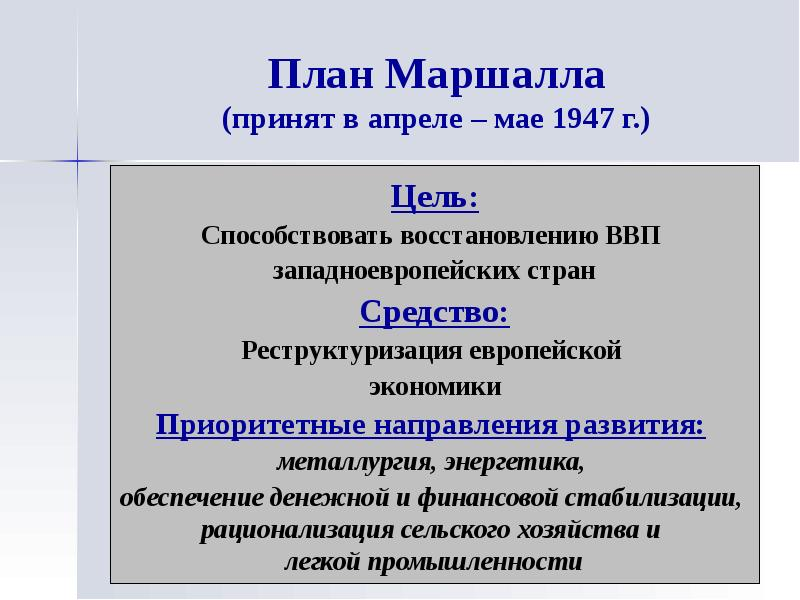 План Маршалла
(принят в апреле – мае 1947 г.)
Цель:
Способствовать восстановлению ВВП
западноевропейских стран
Средство:
Реструктуризация европейской
экономики
Приоритетные направления развития:
металлургия, энергетика,
обеспечение денежной и финансовой стабилизации,
рационализация сельского хозяйства и
легкой промышленности